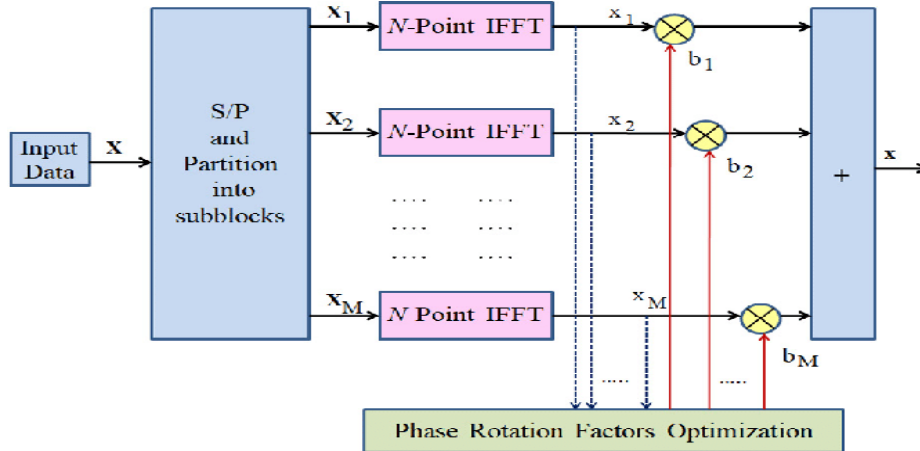 Input
Data
X
S/P
and
Partition
into
subblocks
X1
N-Point IFFT
x1
b1
X2
N-Point IFFT
x2
b2
.... ....
.... ....
.... ....
XM
N Point IFFT
xM
bM
+
x
..... .....
Phase Rotation Factors Optimization